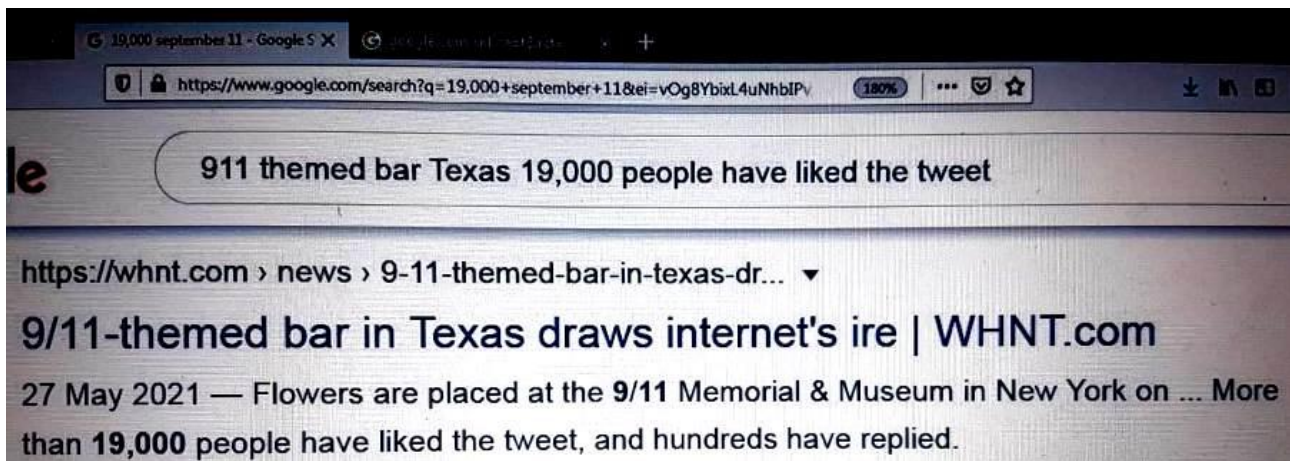 19,000 september 11 - Google S
https://www.google.com/search?q=19,000+september+11&ei=vOg8YbixL4uNhbIPv
180%
le
911 themed bar Texas 19,000 people have liked the tweet
https://whnt.com › news › 9-11-themed-bar-in-texas-dr...
9/11-themed bar in Texas draws internet's ire | WHNT.com
27 May 2021 — Flowers are placed at the 9/11 Memorial & Museum in New York on ... More
than 19,000 people have liked the tweet, and hundreds have replied.